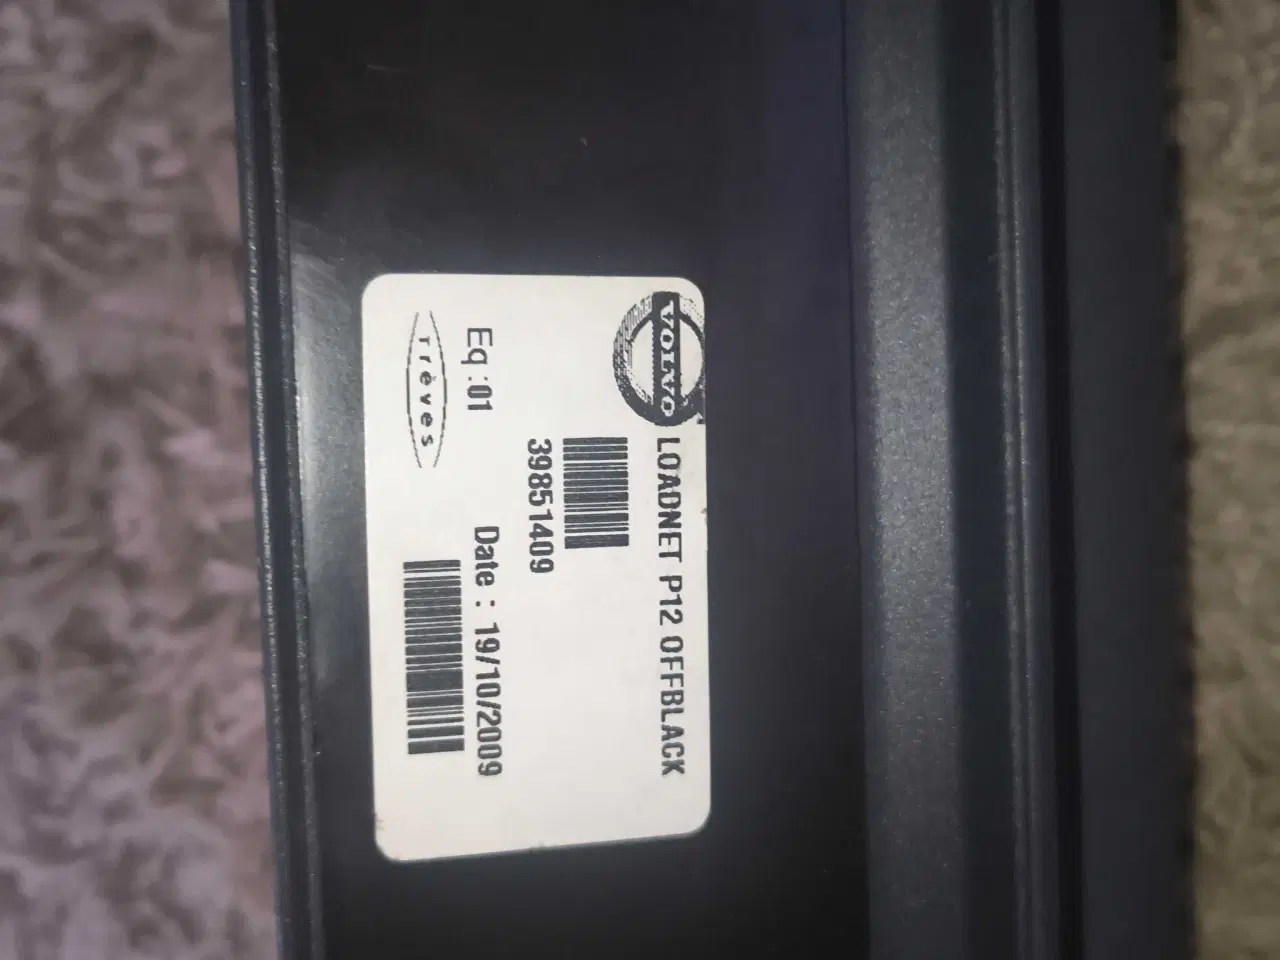 VOLVO
LOADNET P12 OFFBLACK
39851409
Eq :01
Date : 19/10/2009
Trèves